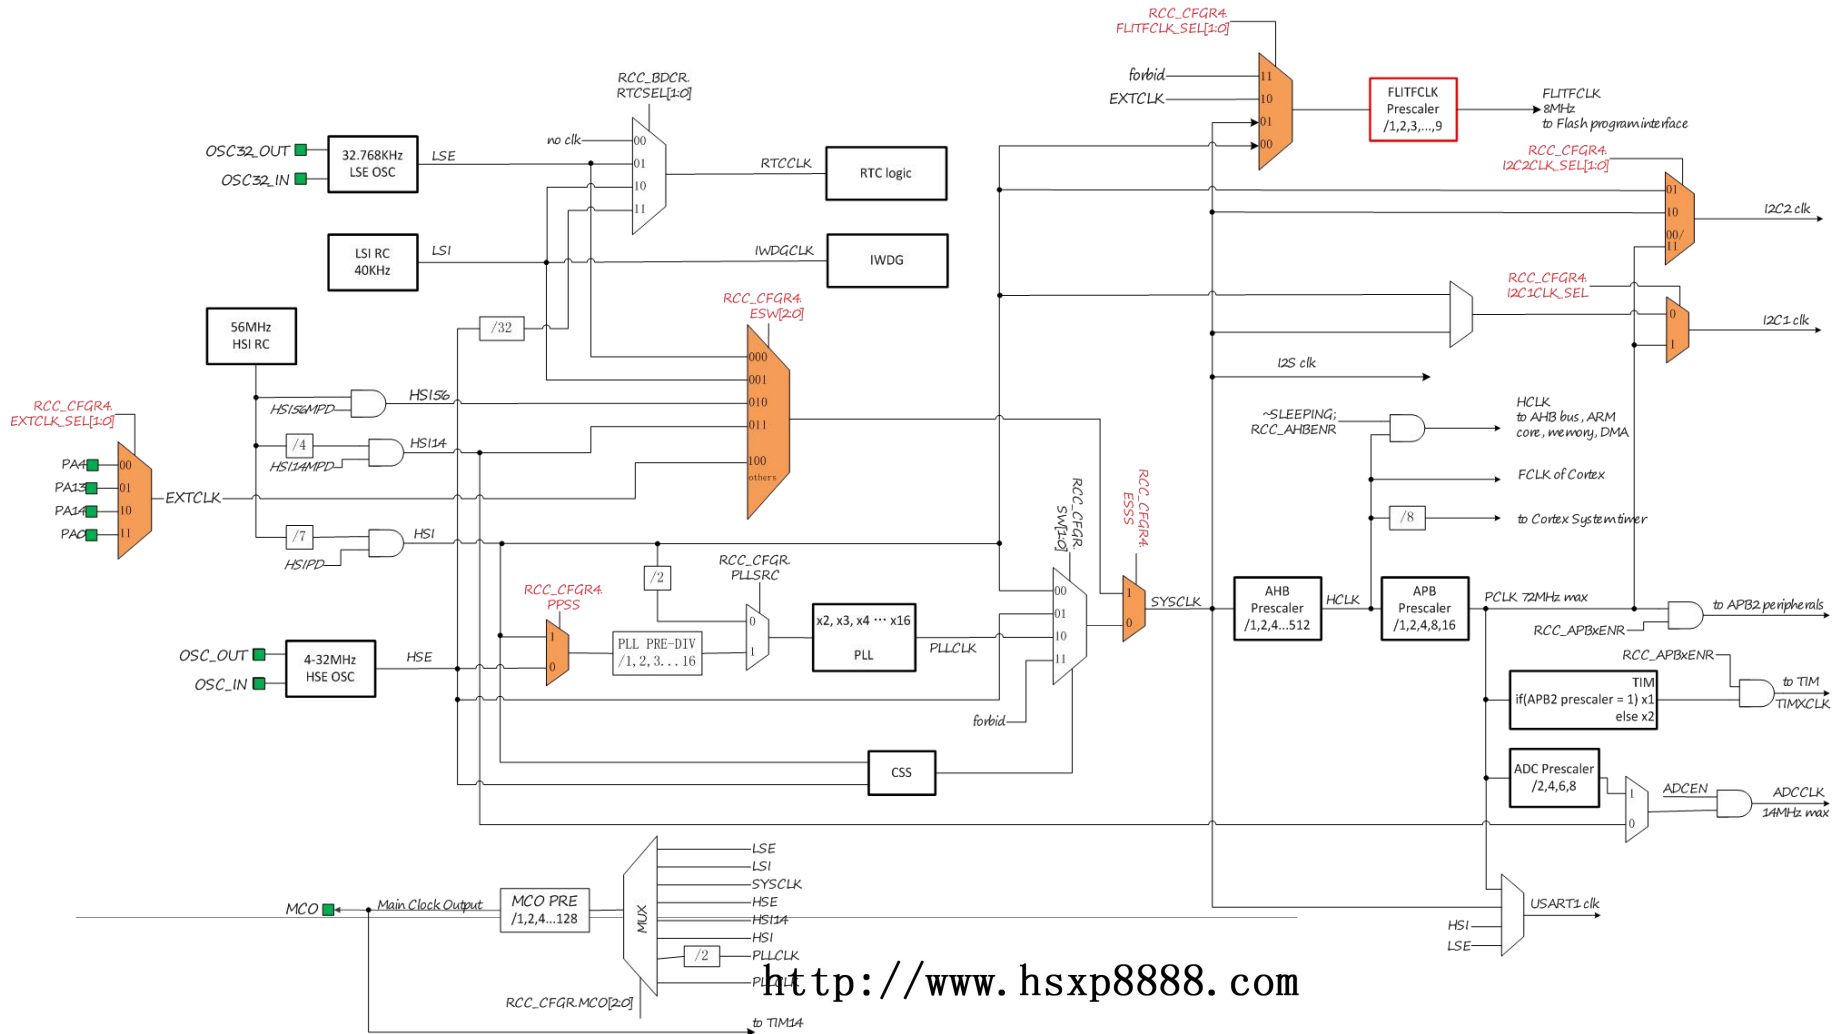 RCC_CFGR4.
FLITFCLK_SEL[1:0]
forbid
11
EXTCLK
10
01
00
FLITFCLK
Prescaler
/1,2,3,...,9
FLITFCLK
8MHz
to Flash program interface
RCC_BDCR.
RTCSEL[1:0]
no clk
00
01
10
11
OSC32_OUT
OSC32_IN
32.768KHz
LSE OSC
LSE
RTCCLK
RTC logic
RCC_CFGR4.
I2C2CLK_SEL[1:0]
01
10
00/
11
I2C2 clk
LSI RC
40KHz
LSI
IWDGCLK
IWDG
RCC_CFGR4.
I2C1CLK_SEL
0
1
I2C1 clk
56MHz
HSI RC
/32
RCC_CFGR4.
ESW[2:0]
000
001
010
011
100
others
I2S clk
HSI56MPD
HSI56
/4
HSI14MPD
HSI14
RCC_CFGR4.
EXTCLK_SEL[1:0]
PA4
00
PA13
01
PA14
10
PA0
11
EXTCLK
/7
HSIPD
HSI
~SLEEPING;
RCC_AHBENR
HCLK
to AHB bus, ARM
core, memory, DMA
FCLK of Cortex
/8
to Cortex System timer
RCC_CFGR.
SW[1:0]
RCC_CFGR4.
ESSS
/2
RCC_CFGR.
PLLSRC
RCC_CFGR4.
PPSS
1
0
PLL PRE-DIV
/1,2,3...16
0
1
x2, x3, x4 ··· x16
PLL
PLLCLK
00
01
10
11
forbid
1
0
SYSCLK
AHB
Prescaler
/1,2,4...512
HCLK
APB
Prescaler
/1,2,4,8,16
PCLK 72MHz max
RCC_APBxENR
to APB2 peripherals
OSC_OUT
OSC_IN
4-32MHz
HSE OSC
HSE
CSS
RCC_APBxENR
TIM
if(APB2 prescaler = 1) x1
else x2
to TIM
TIMXCLK
ADC Prescaler
/2,4,6,8
1
0
ADCEN
ADCCLK
14MHz max
MCO
Main Clock Output
MCO PRE
/1,2,4...128
MUX
LSE
LSI
SYSCLK
HSE
HSI14
HSI
/2
PLLCLK
PLLCLK
RCC_CFGR.MCO[2:0]
to TIM14
HSI
LSE
USART1 clk
http://www.hsxp8888.com